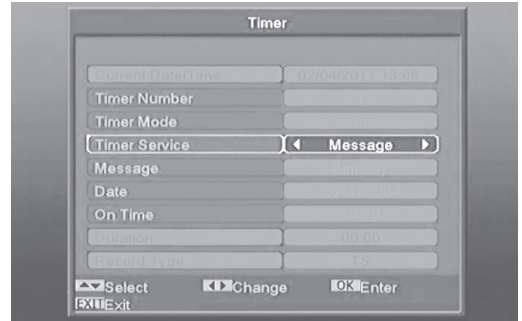 Timer
Current Date/Time 02/04/2011 13:06
Timer Number
Timer Mode
Timer Service Message
Message
Date
On Time
Duration 00:00
Record Type TS
Select Change OK Enter
EXIT Exit